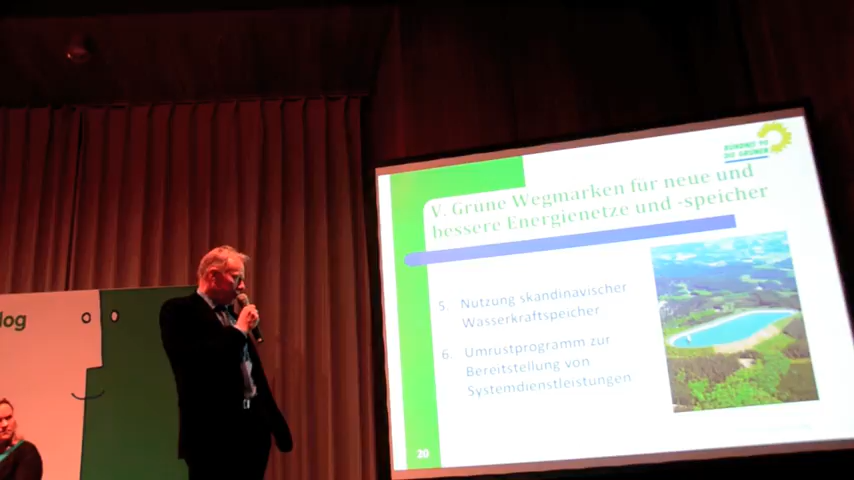 BÜNDNIS 90
DIE GRÜNEN
V. Grüne Wegmarken für neue und
bessere Energienetze und -speicher
5. Nutzung skandinavischer
Wasserkraftspeicher
6. Umrüstprogramm zur
Bereitstellung von
Systemdienstleistungen
20
log